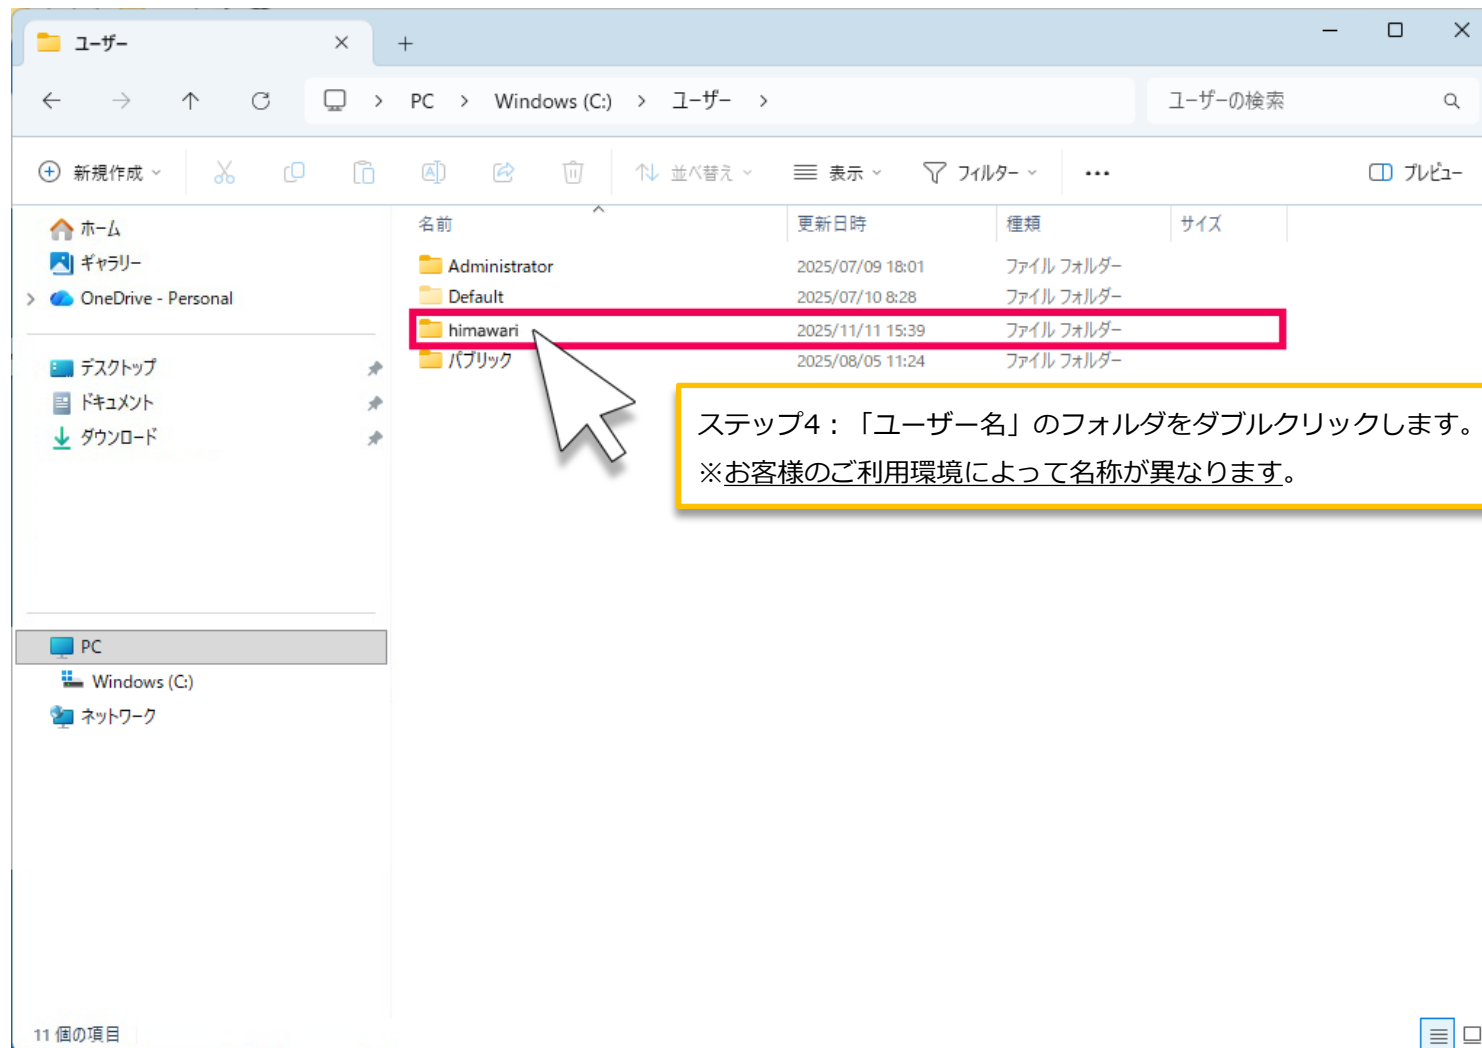 ユーザー
PC > Windows (C:) > ユーザー >
ユーザーの検索
新規作成
並べ替え
表示
フィルター
プレビュー
ホーム
ギャラリー
OneDrive - Personal
デスクトップ
ドキュメント
ダウンロード
PC
Windows (C:)
ネットワーク
名前 更新日時 種類 サイズ
Administrator 2025/07/09 18:01 ファイル フォルダー
Default 2025/07/10 8:28 ファイル フォルダー
himawari 2025/11/11 15:39 ファイル フォルダー
パブリック 2025/08/05 11:24 ファイル フォルダー
ステップ4：「ユーザー名」のフォルダをダブルクリックします。
※お客様のご利用環境によって名称が異なります。
11 個の項目